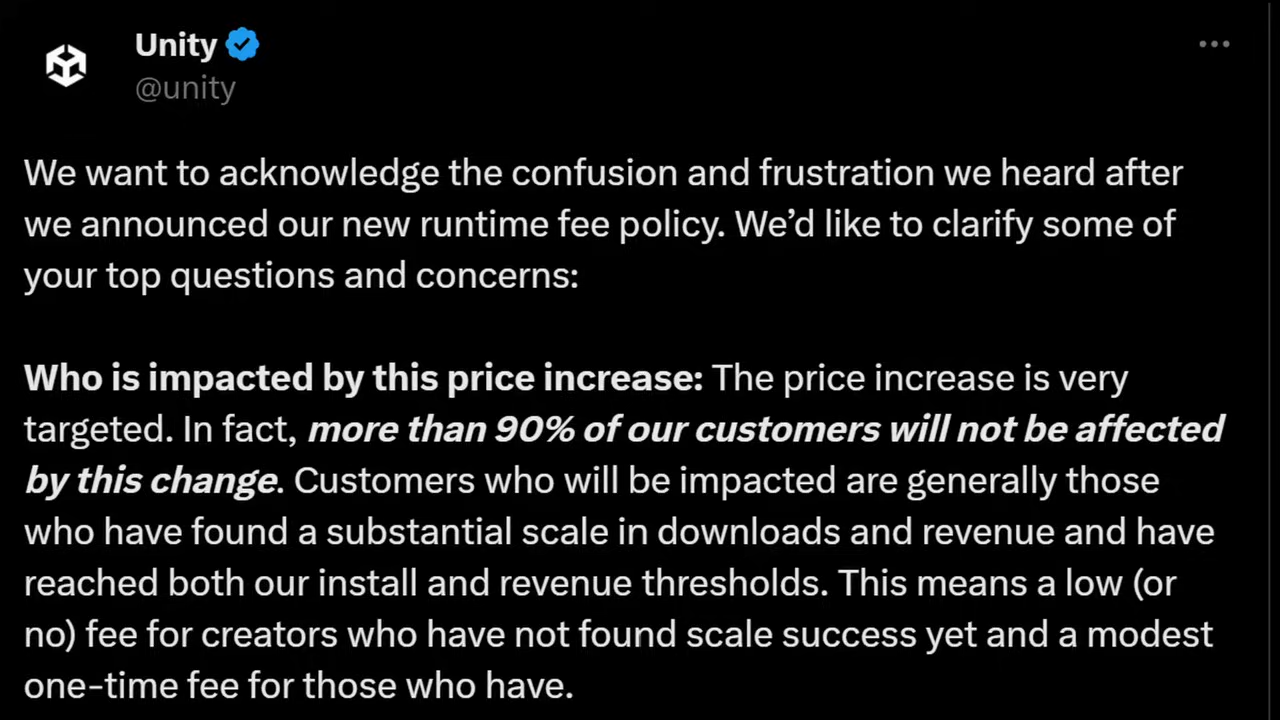 Unity
@unity
We want to acknowledge the confusion and frustration we heard after
we announced our new runtime fee policy. We’d like to clarify some of
your top questions and concerns:
Who is impacted by this price increase: The price increase is very
targeted. In fact, more than 90% of our customers will not be affected
by this change. Customers who will be impacted are generally those
who have found a substantial scale in downloads and revenue and have
reached both our install and revenue thresholds. This means a low (or
no) fee for creators who have not found scale success yet and a modest
one-time fee for those who have.